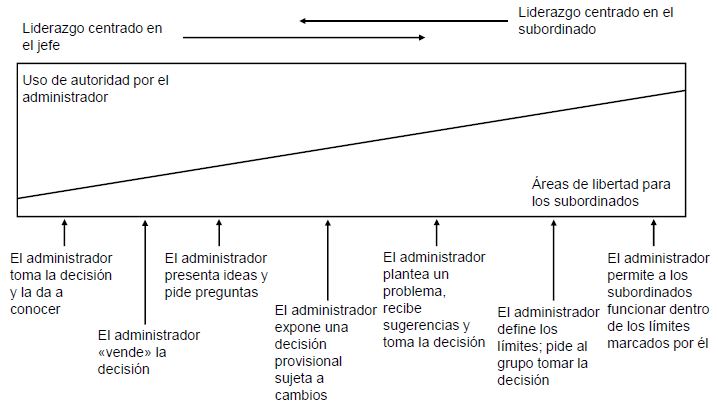 Liderazgo centrado en
el jefe
Liderazgo centrado en el
subordinado
Uso de autoridad por el
administrador
Áreas de libertad para
los subordinados
El administrador
toma la decisión
y la da a
conocer
El administrador
«vende» la
decisión
El administrador
presenta ideas y
pide preguntas
El administrador
expone una
decisión
provisional
sujeta a
cambios
El administrador
plantea un
problema,
recibe
sugerencias y
toma la decisión
El administrador
define los
límites; pide al
grupo tomar la
decisión
El administrador
permite a los
subordinados
funcionar dentro
de los límites
marcados por él